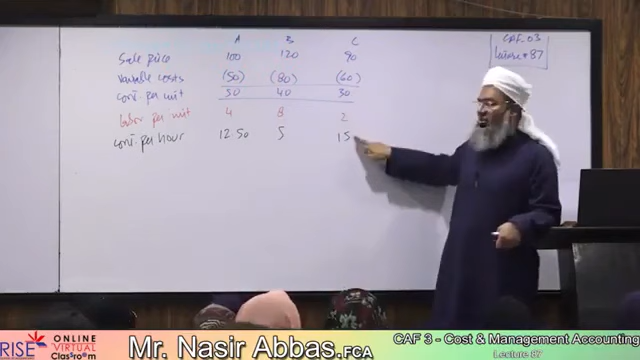 A B C
Sale price 100 120 90
Variable costs (50) (80) (60)
cont. per unit 50 40 30
labor per unit 4 8 2
cont. per hour 12.50 5 15
CAF-03
Lecture # 87
RISE ONLINE VIRTUAL Classroom
Mr. Nasir Abbas.FCA
CAF 3 - Cost & Management Accounting
Lecture 87